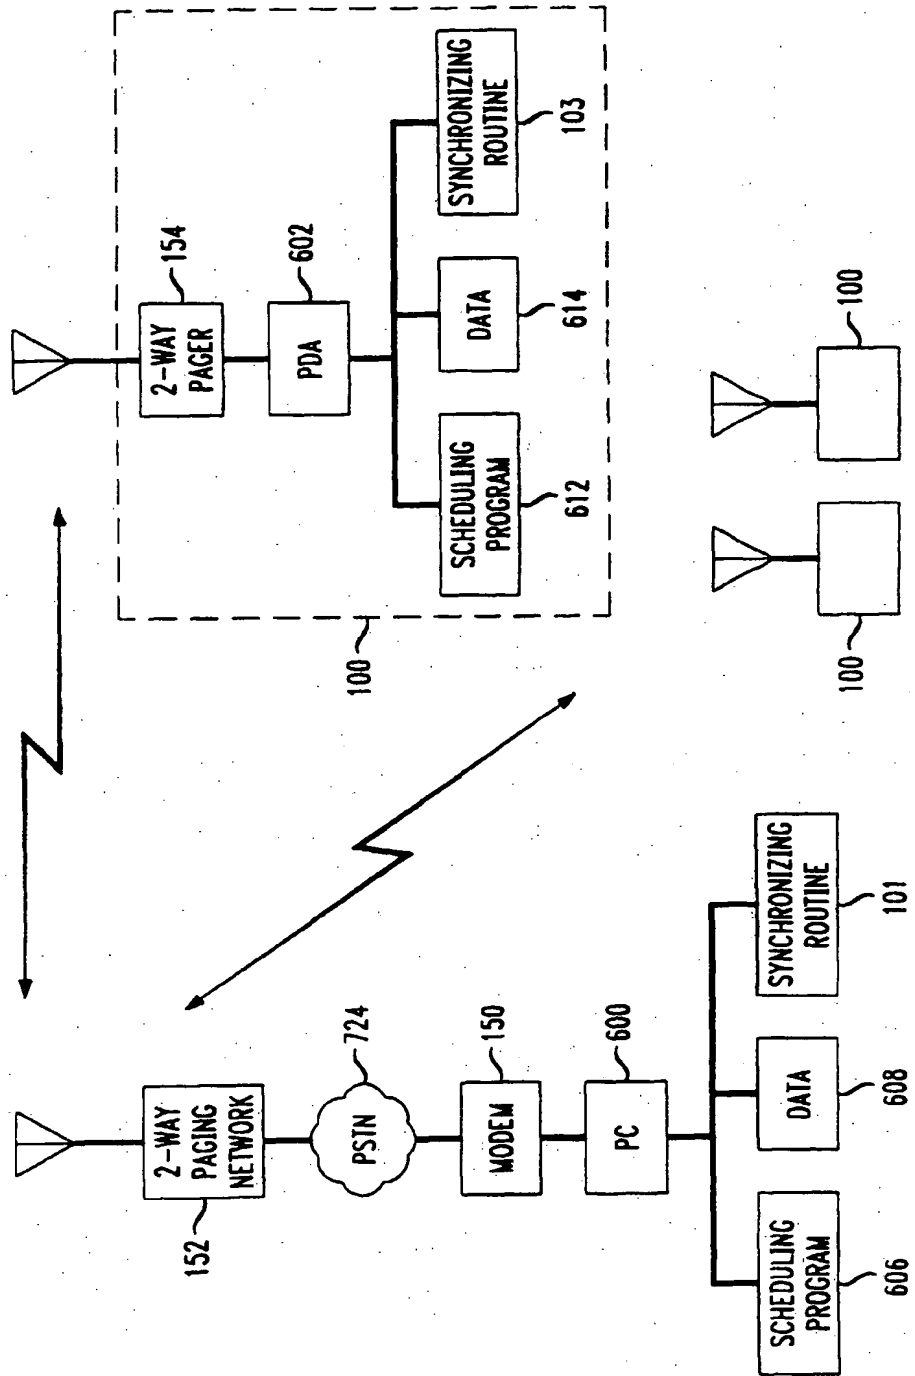 2-WAY
PAGING
NETWORK
152
PSTN
724
MODEM
150
PC
600
SCHEDULING
PROGRAM
606
DATA
608
SYNCHRONIZING
ROUTINE
101
2-WAY
PAGER
154
PDA
602
SCHEDULING
PROGRAM
612
DATA
614
SYNCHRONIZING
ROUTINE
103
100
100
100